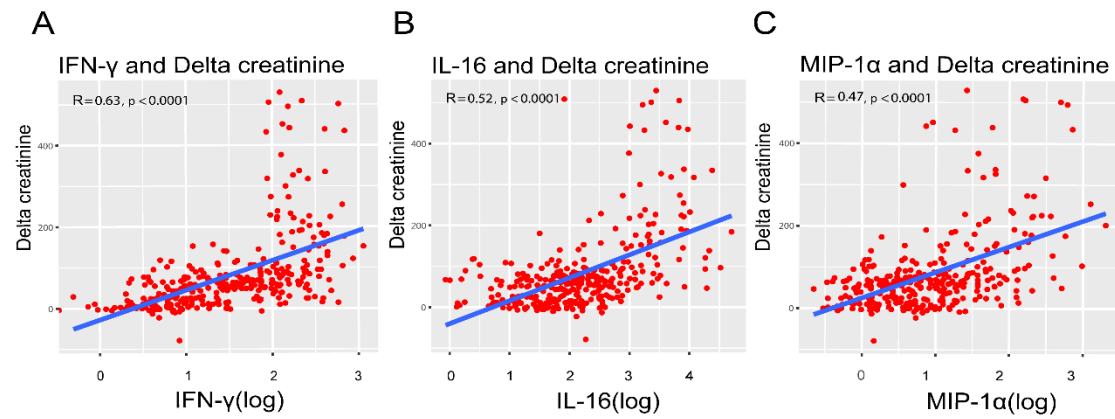 A
IFN-γ and Delta creatinine
R=0.63, p<0.0001
Delta creatinine
400
200
0
0 1 2 3
IFN-γ(log)
B
IL-16 and Delta creatinine
R=0.52, p<0.0001
Delta creatinine
400
200
0
0 1 2 3 4
IL-16(log)
C
MIP-1α and Delta creatinine
R=0.47, p<0.0001
Delta creatinine
400
200
0
0 1 2 3
MIP-1α(log)